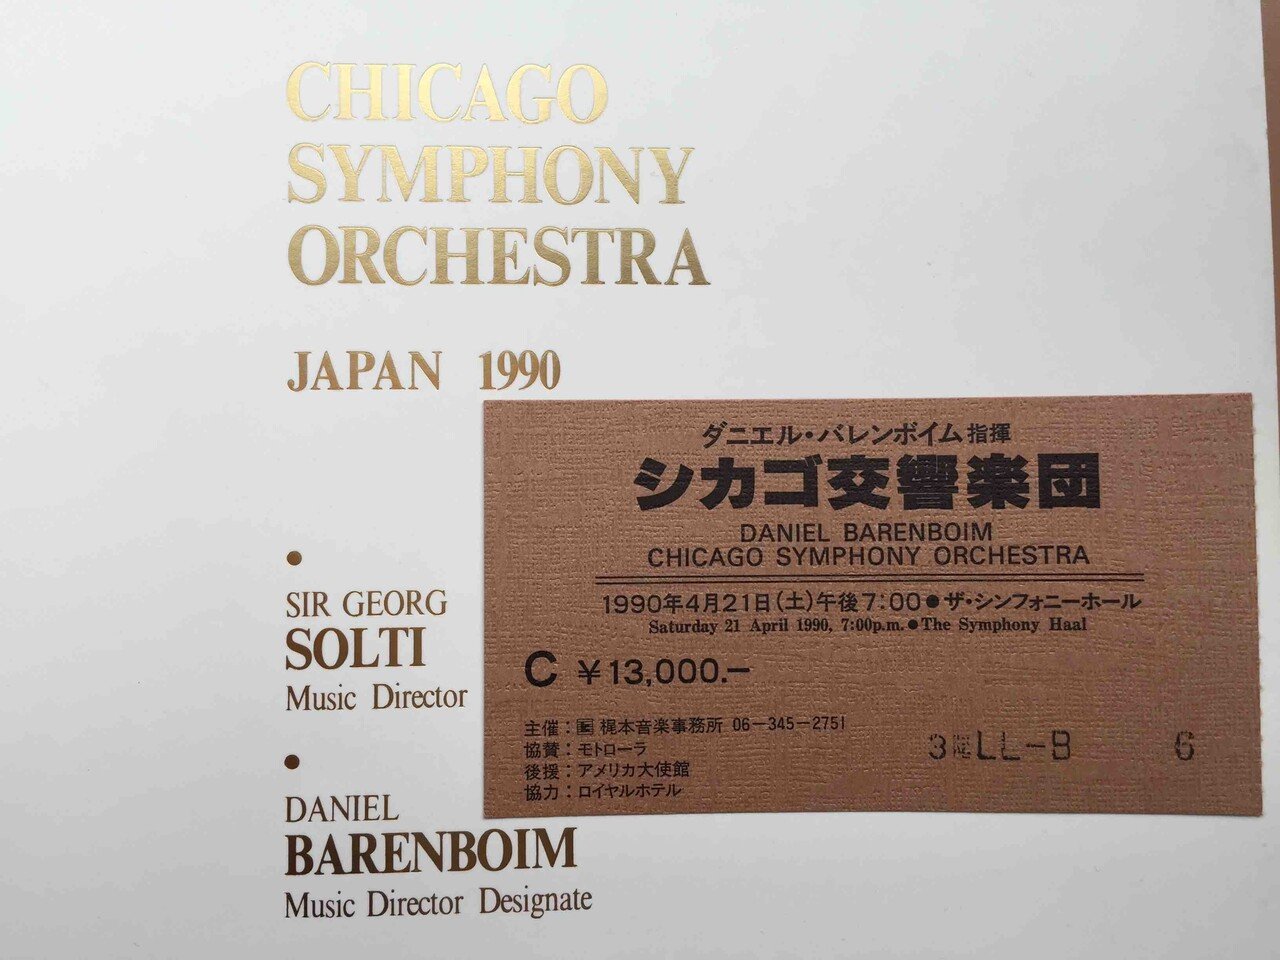 CHICAGO
SYMPHONY
ORCHESTRA
JAPAN 1990
SIR GEORG
SOLTI
Music Director
DANIEL
BARENBOIM
Music Director Designate
ダニエル・バレンボイム指揮
シカゴ交響楽団
DANIEL BARENBOIM
CHICAGO SYMPHONY ORCHESTRA
1990年4月21日(土)午後7:00●ザ・シンフォニーホール
Saturday 21 April 1990, 7:00p.m.●The Symphony Haal
C ¥13,000.—
主催:梶本音楽事務所 06-345-2751
協賛:モトローラ
後援:アメリカ大使館
協力:ロイヤルホテル
3階LL-B 6